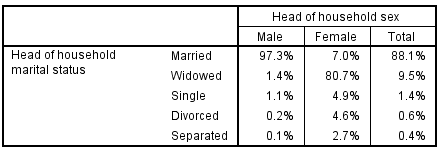 Head of household sex
Male Female Total
Head of household Married 97.3% 7.0% 88.1%
marital status Widowed 1.4% 80.7% 9.5%
Single 1.1% 4.9% 1.4%
Divorced 0.2% 4.6% 0.6%
Separated 0.1% 2.7% 0.4%